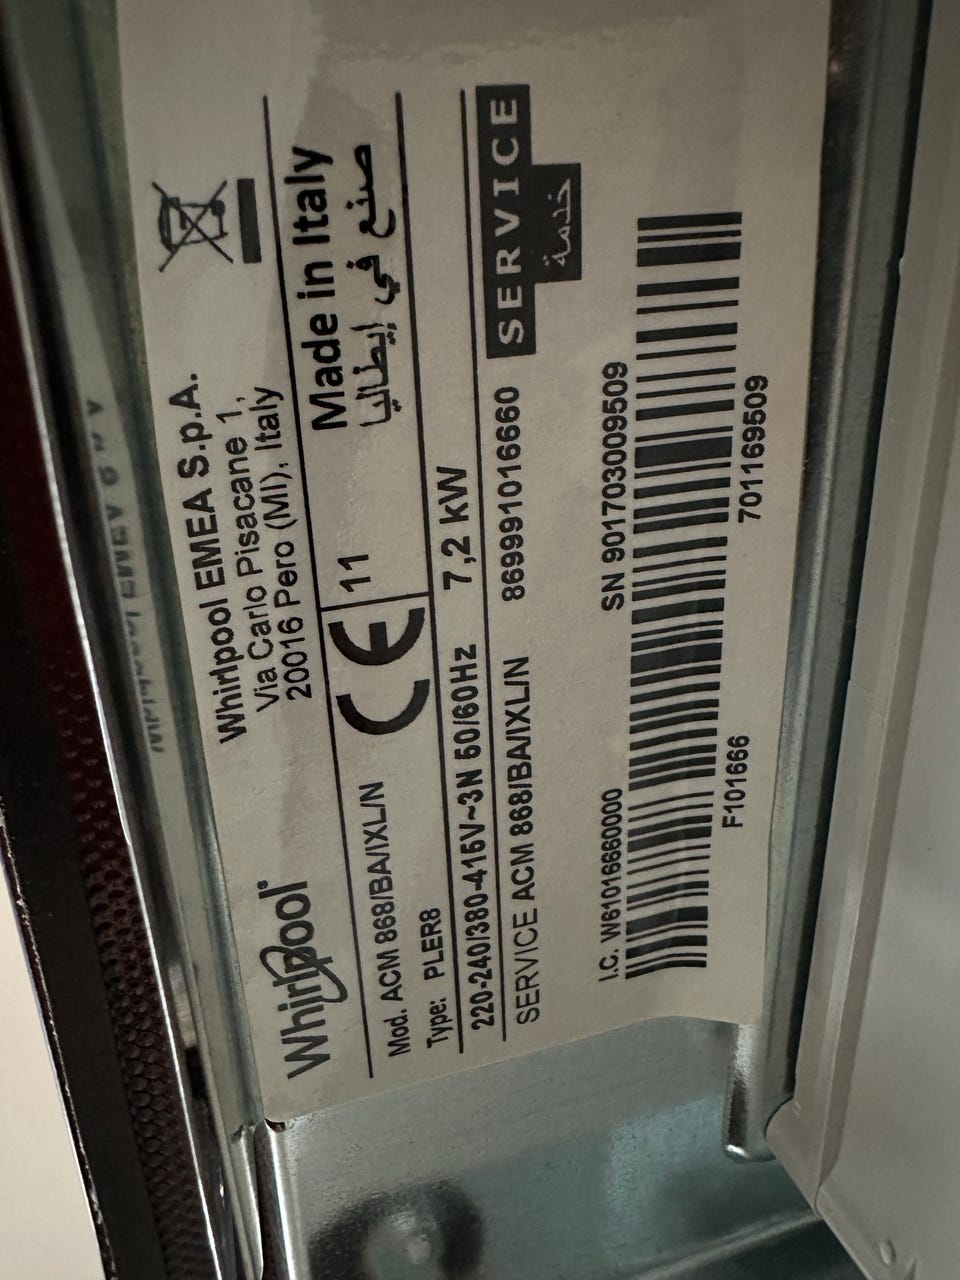 Whirlpool
Whirlpool EMEA S.p.A.
Via Carlo Pisacane 1,
20016 Pero (MI), Italy
Mod. ACM 868/BA/IXL/N
Type: PLER8
CE 11
Made in Italy
صنع في إيطاليا
220-240/380-415V~3N 50/60Hz 7,2 kW
SERVICE ACM 868/BA/IXL/N 869991016660
SERVICE
خدمة
I.C. W61016660000 SN 901703009509
F101666 701169509